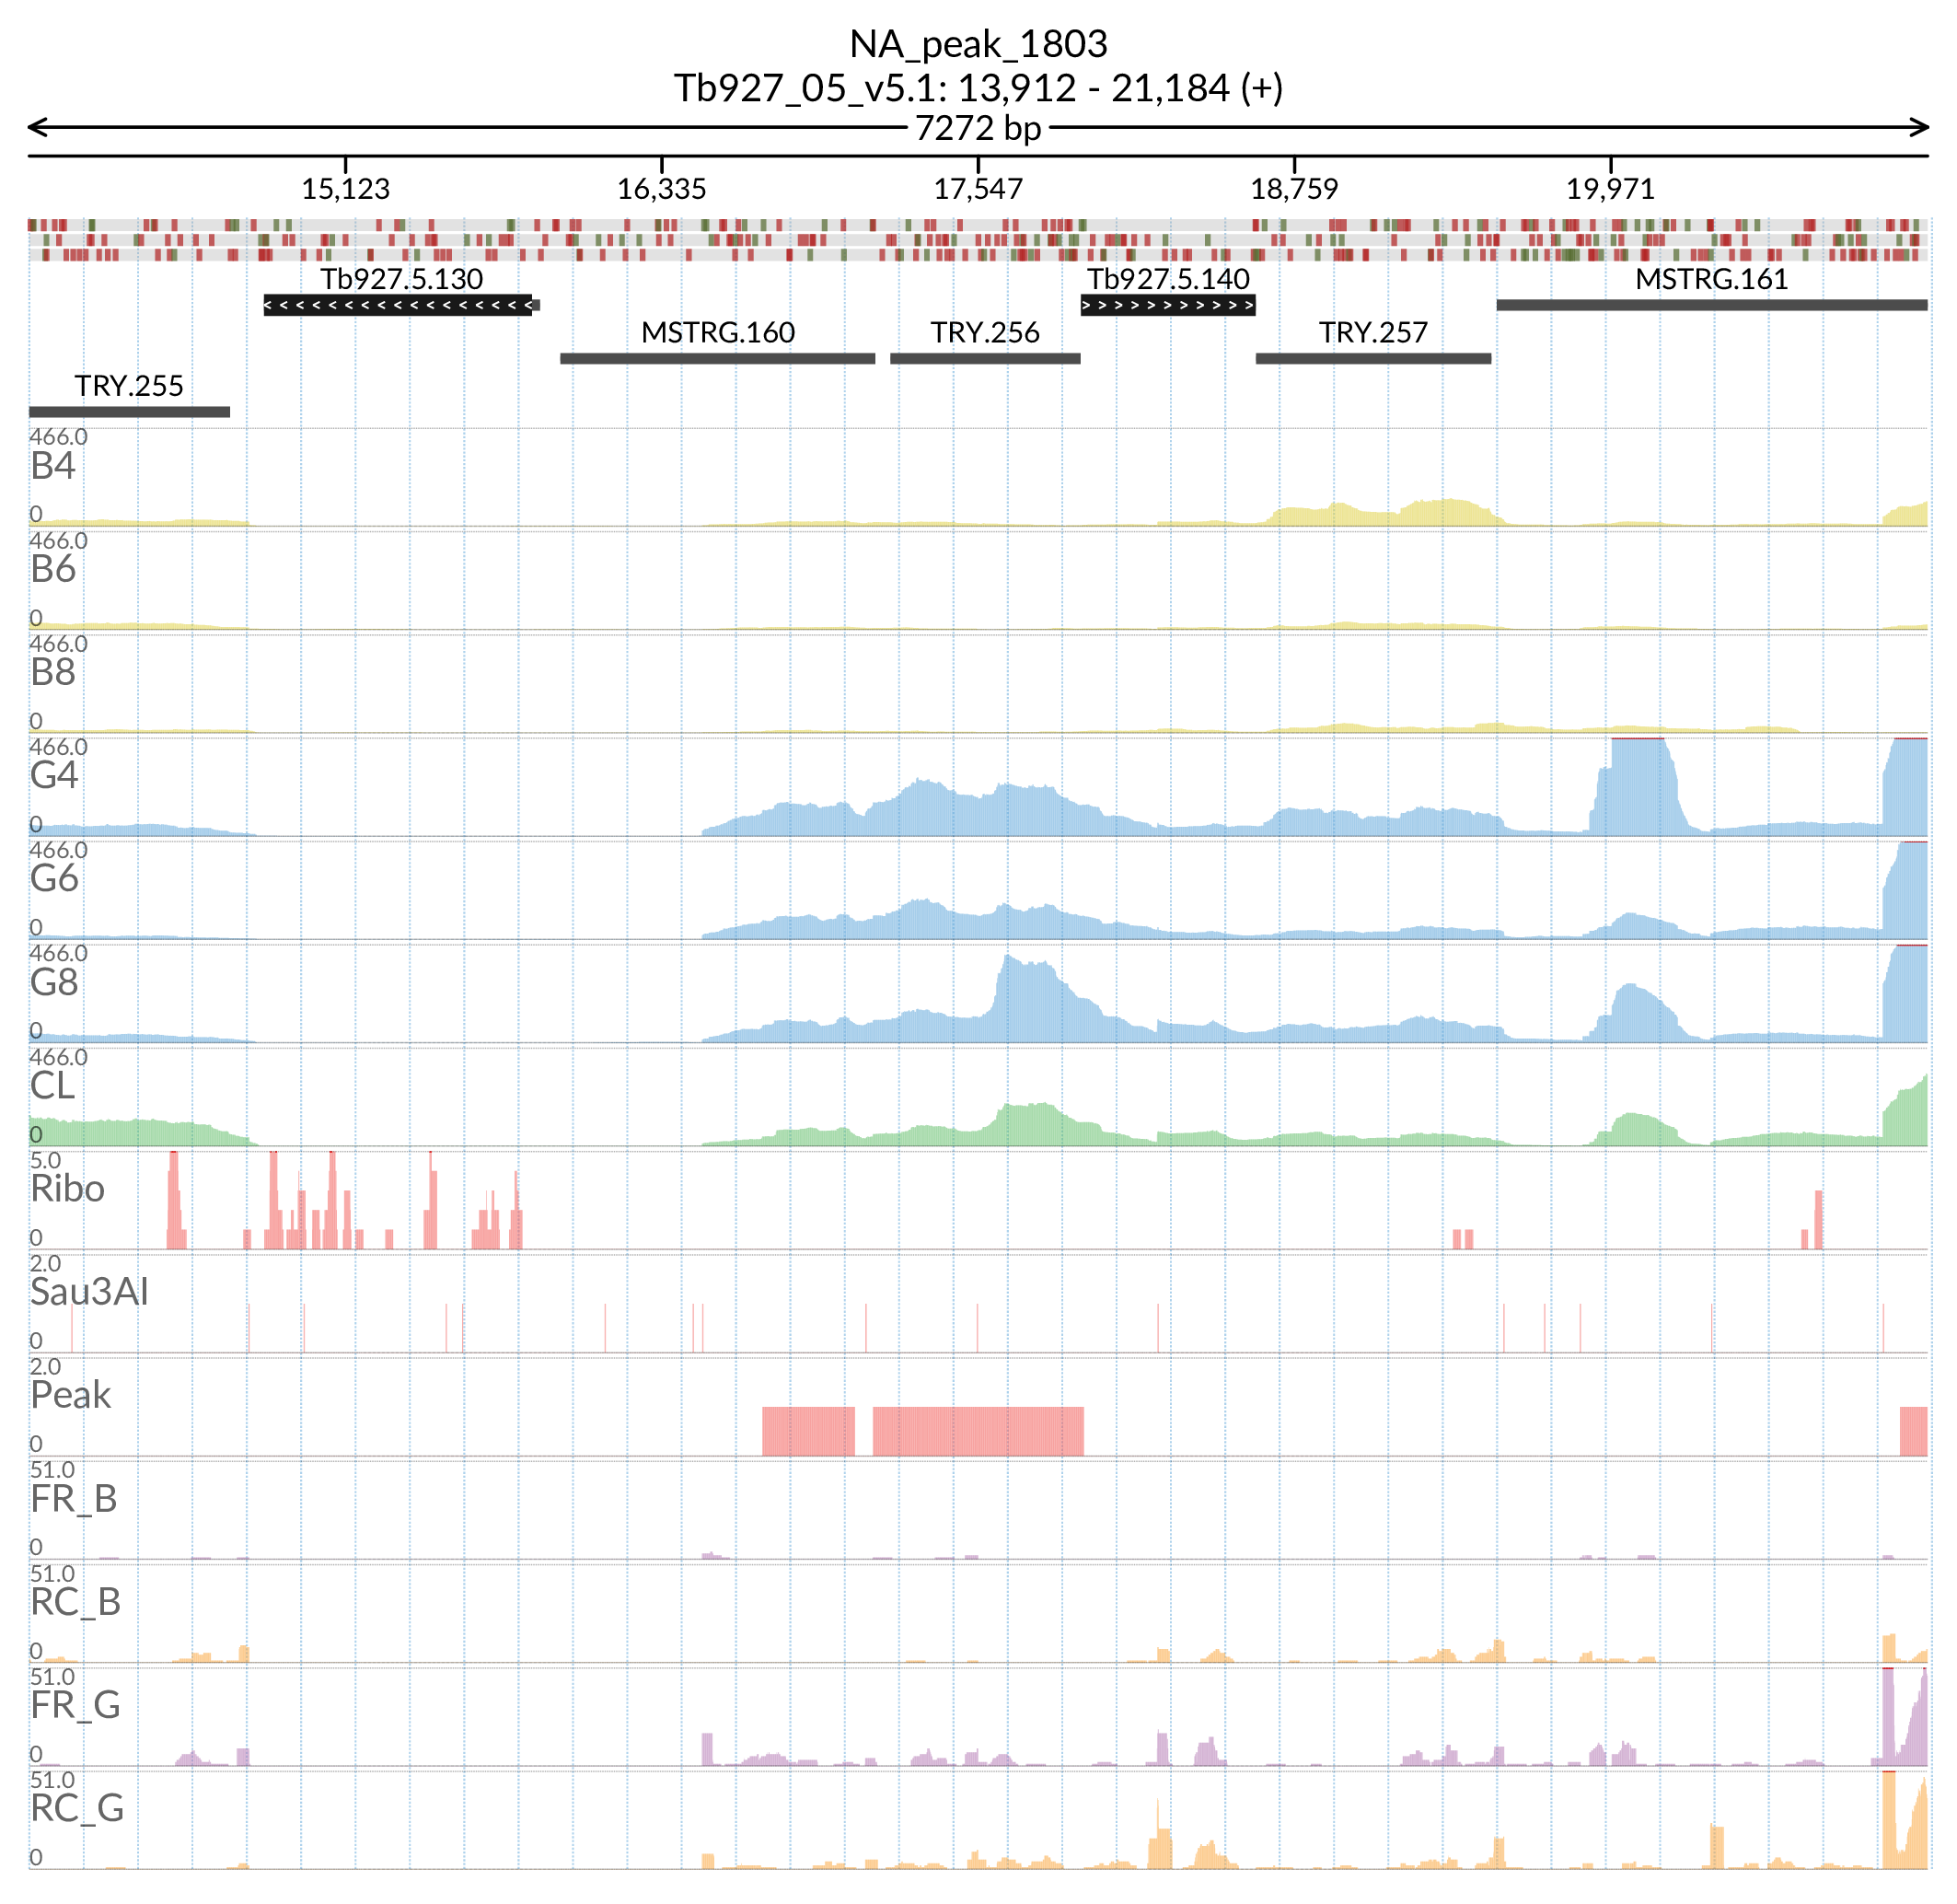 NA_peak_1803
Tb927_05_v5.1: 13,912 - 21,184 (+)
7272 bp
15,123 16,335 17,547 18,759 19,971
Tb927.5.130 Tb927.5.140 MSTRG.161
MSTRG.160 TRY.256 TRY.257
TRY.255
466.0
B4
0
466.0
B6
0
466.0
B8
0
466.0
G4
0
466.0
G6
0
466.0
G8
0
466.0
CL
0
5.0
Ribo
0
2.0
Sau3AI
0
2.0
Peak
0
51.0
FR_B
0
51.0
RC_B
0
51.0
FR_G
0
51.0
RC_G
0